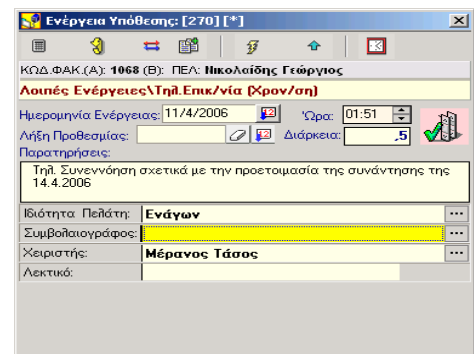 Ενέργεια Υπόθεσης: [270] [*]
ΚΩΔ.ΦΑΚ.(Α): 1068 (Β): ΠΕΛ: Νικολαίδης Γεώργιος
Λοιπές Ενέργειες\Τηλ.Επικ/νία (Χρον/ση)
Ημερομηνία Ενέργειας: 11/4/2006 Ώρα: 01:51
Λήξη Προθεσμίας: Διάρκεια: ,5
Παρατηρήσεις:
Τηλ. Συνεννόηση σχετικά με την προετοιμασία της συνάντησης της
14.4.2006
Ιδιότητα Πελάτη: Ενάγων ...
Συμβολαιογράφος: ...
Χειριστής: Μέρανος Τάσος ...
Λεκτικό: